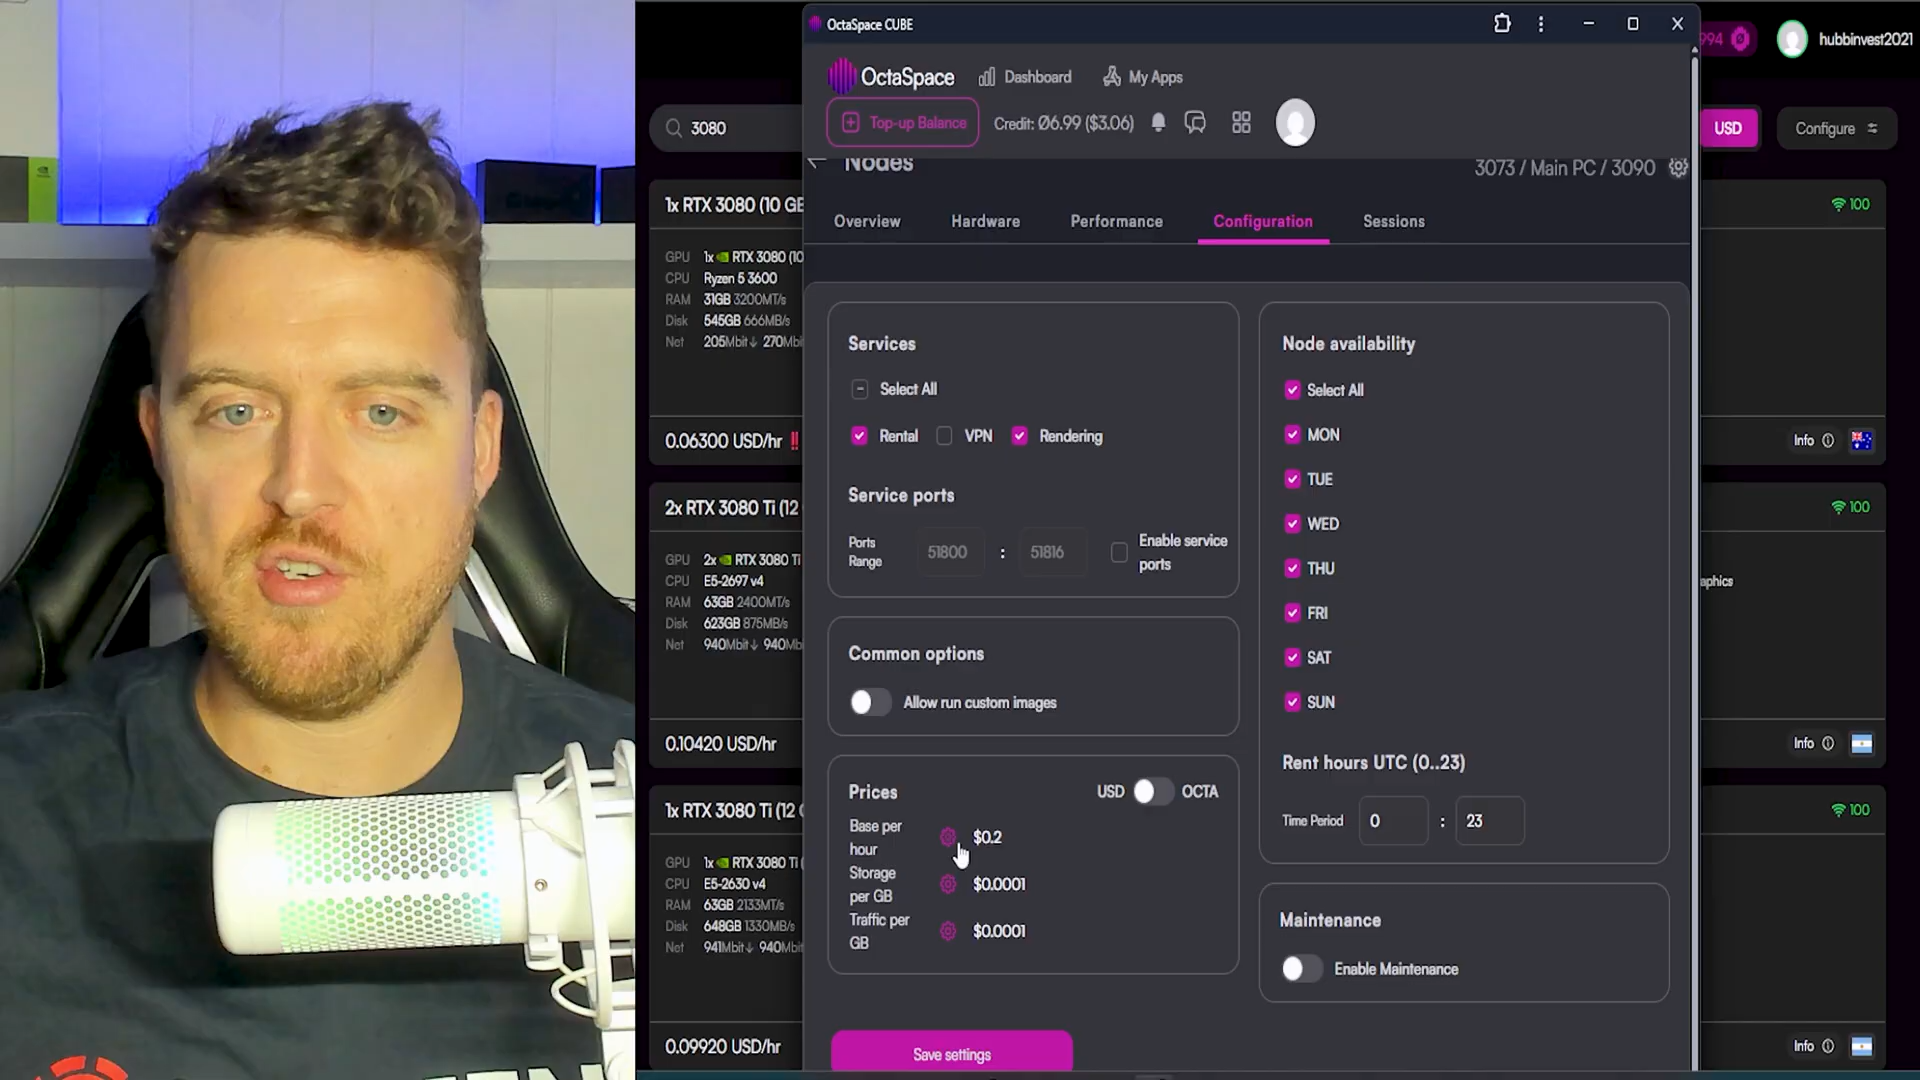 OctaSpace CUBE
994
hubbinvest2021
OctaSpace
Dashboard
My Apps
Top-up Balance
Credit: Ø6.99 ($3.06)
3080
USD
Configure
Nodes
3073 / Main PC / 3090
Overview
Hardware
Performance
Configuration
Sessions
1x RTX 3080 (10 GB
100
GPU 1x RTX 3080 (10
CPU Ryzen 5 3600
RAM 31GB 3200MT/s
Disk 545GB 666MB/s
Net 205Mbit↓ 270Mb
0.06300 USD/hr !!
Info
2x RTX 3080 Ti (12
100
GPU 2x RTX 3080 Ti
CPU E5-2697 v4
RAM 63GB 2400MT/s
Disk 623GB 875MB/s
Net 940Mbit↓ 940Mb
aphics
0.10420 USD/hr
Info
1x RTX 3080 Ti (12 G
100
GPU 1x RTX 3080 Ti (
CPU E5-2630 v4
RAM 63GB 2133MT/s
Disk 648GB 1330MB/s
Net 941Mbit↓ 940Mb
0.09920 USD/hr
Info
Services
Select All
Rental
VPN
Rendering
Service ports
Ports
Range
51800 : 51816
Enable service
ports
Common options
Allow run custom images
Prices
USD
OCTA
Base per
hour
$0.2
Storage
per GB
$0.0001
Traffic per
GB
$0.0001
Save settings
Node availability
Select All
MON
TUE
WED
THU
FRI
SAT
SUN
Rent hours UTC (0..23)
Time Period 0 : 23
Maintenance
Enable Maintenance